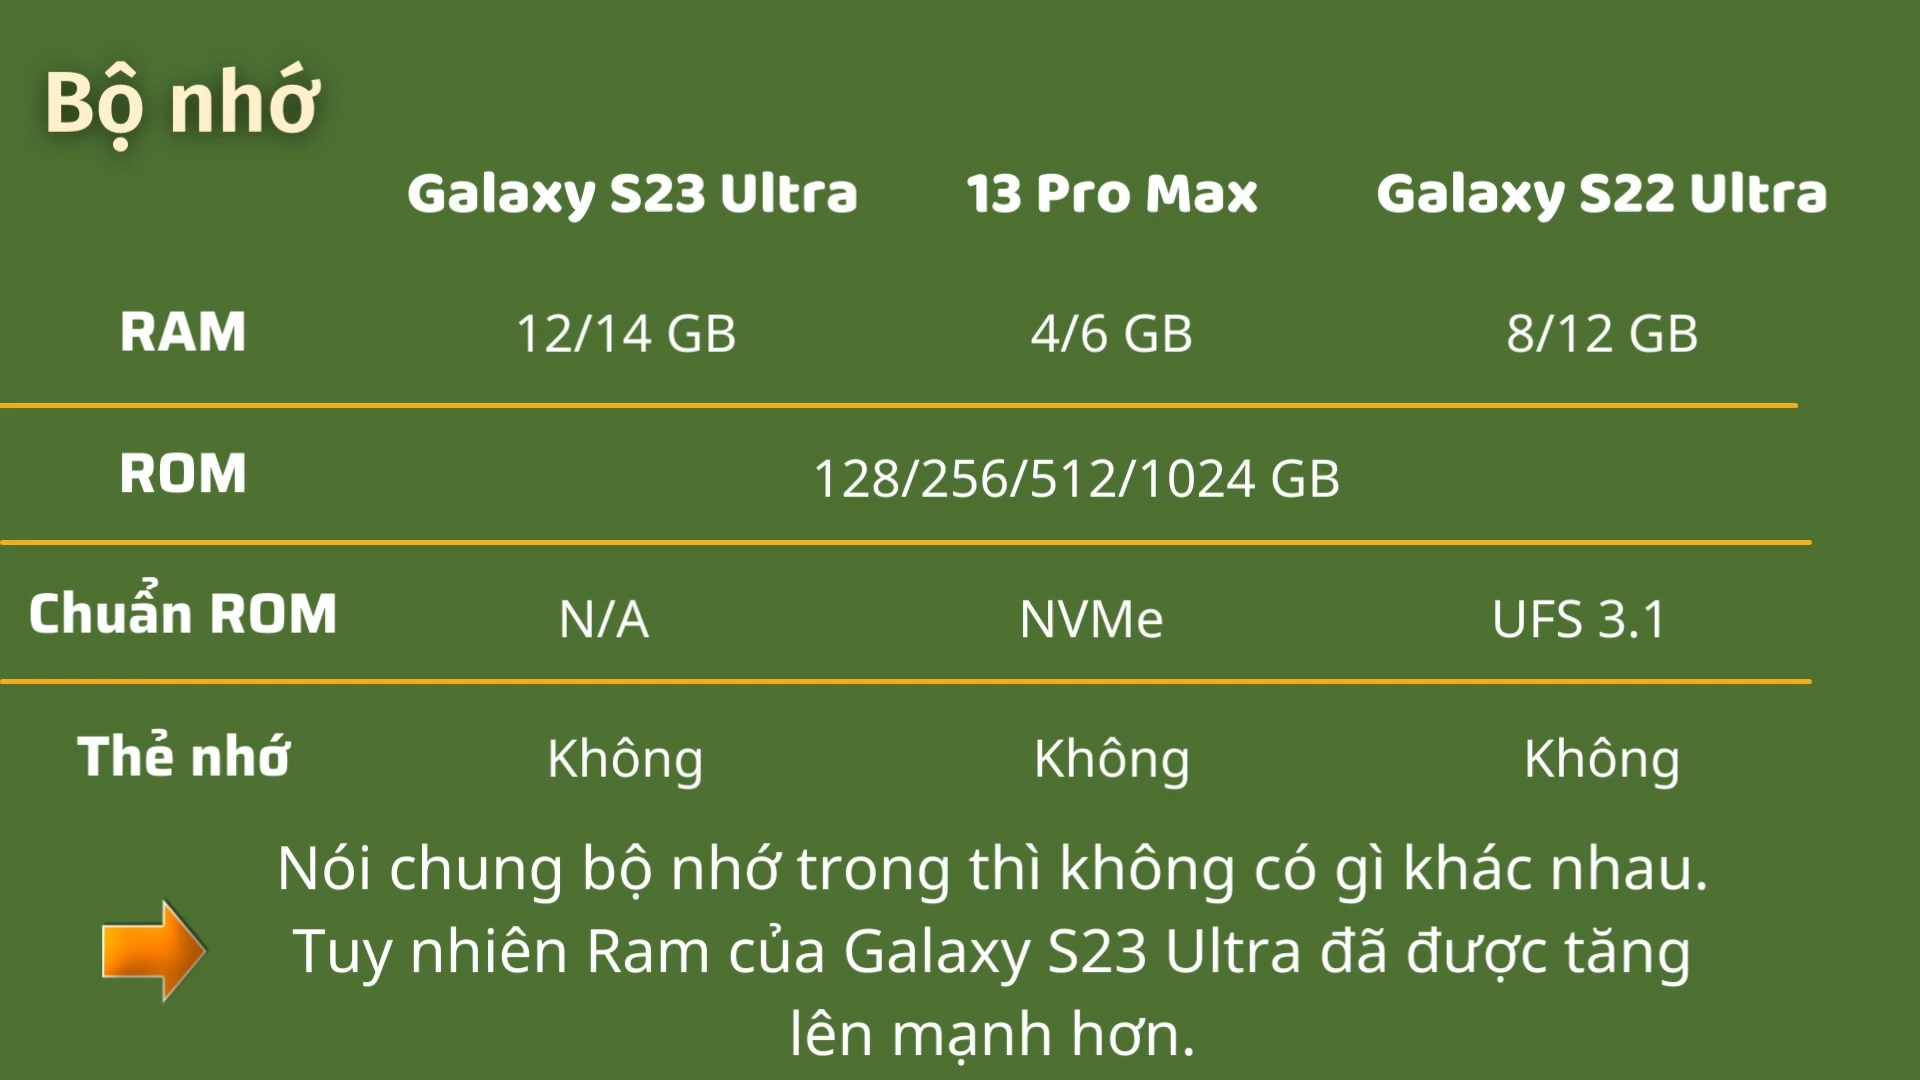 Bộ nhớ
Galaxy S23 Ultra 13 Pro Max Galaxy S22 Ultra
RAM 12/14 GB 4/6 GB 8/12 GB
ROM 128/256/512/1024 GB
Chuẩn ROM N/A NVMe UFS 3.1
Thẻ nhớ Không Không Không
Nói chung bộ nhớ trong thì không có gì khác nhau.
Tuy nhiên Ram của Galaxy S23 Ultra đã được tăng
lên mạnh hơn.